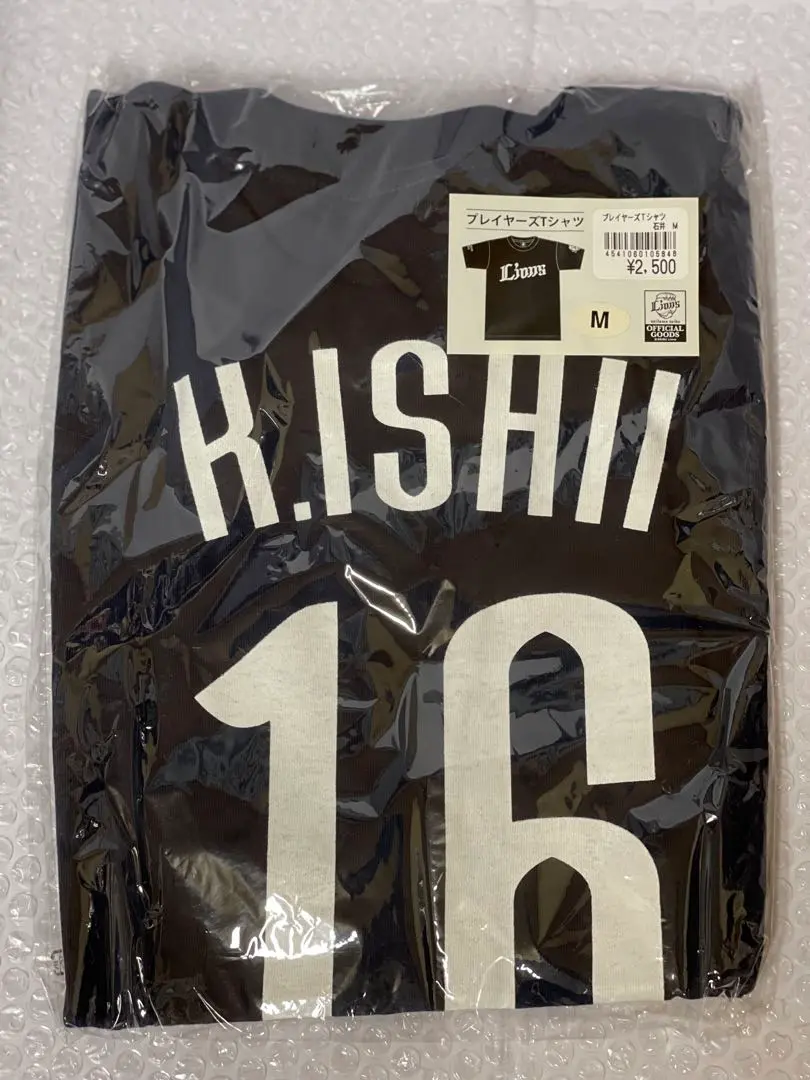 プレイヤーズTシャツ
プレイヤーズTシャツ
石井 M
4541060105848
¥2,500
Lions
M
Lions
OFFICIAL
GOODS
K.ISHII
16